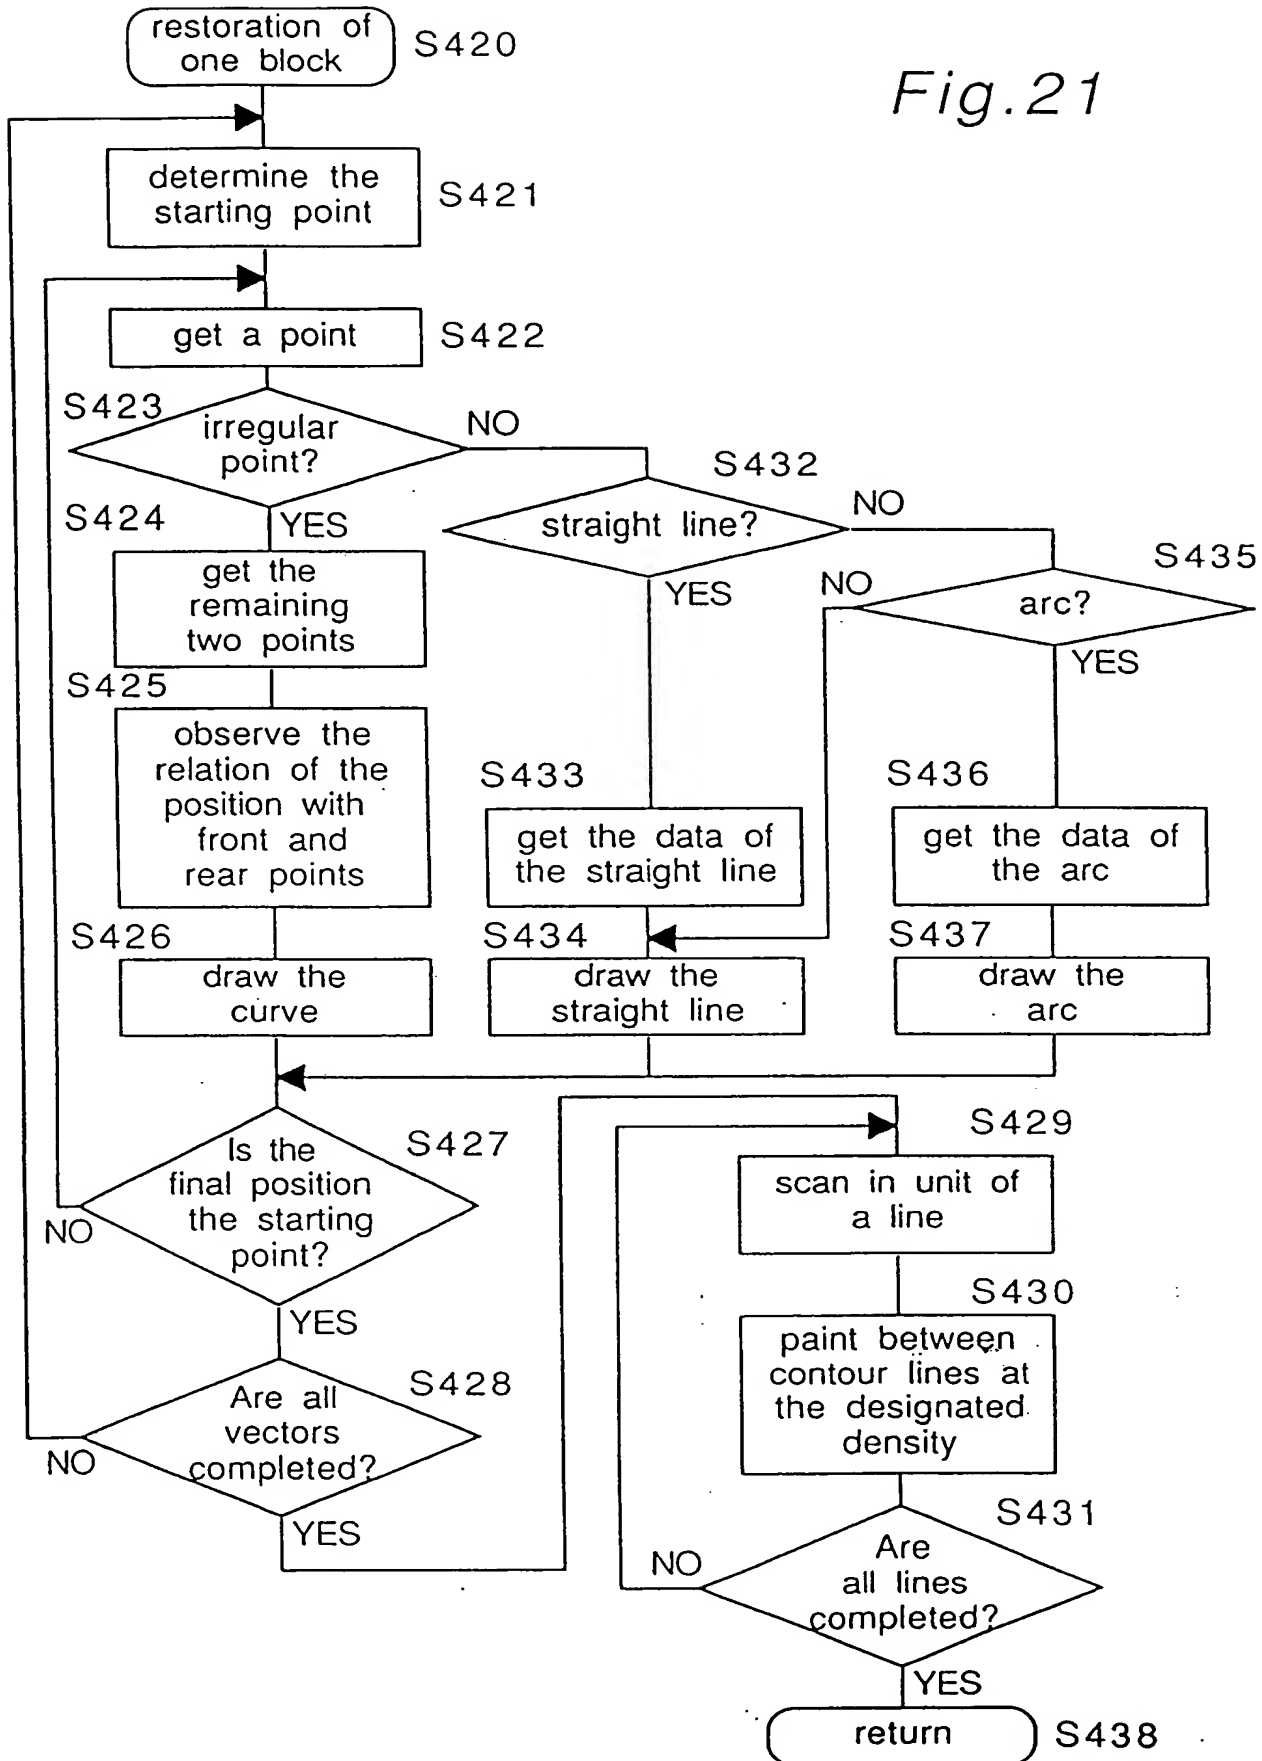 Fig.21
restoration of
one block
S420
determine the
starting point
S421
get a point
S422
S423
irregular
point?
NO
YES
S424
get the
remaining
two points
S425
observe the
relation of the
position with
front and
rear points
S426
draw the
curve
S432
straight line?
NO
YES
S433
get the data of
the straight line
S434
draw the
straight line
S435
arc?
NO
YES
S436
get the data of
the arc
S437
draw the
arc
S427
Is the
final position
the starting
point?
NO
YES
S428
Are all
vectors
completed?
NO
YES
S429
scan in unit of
a line
S430
paint between
contour lines at
the designated
density
S431
Are
all lines
completed?
NO
YES
return
S438